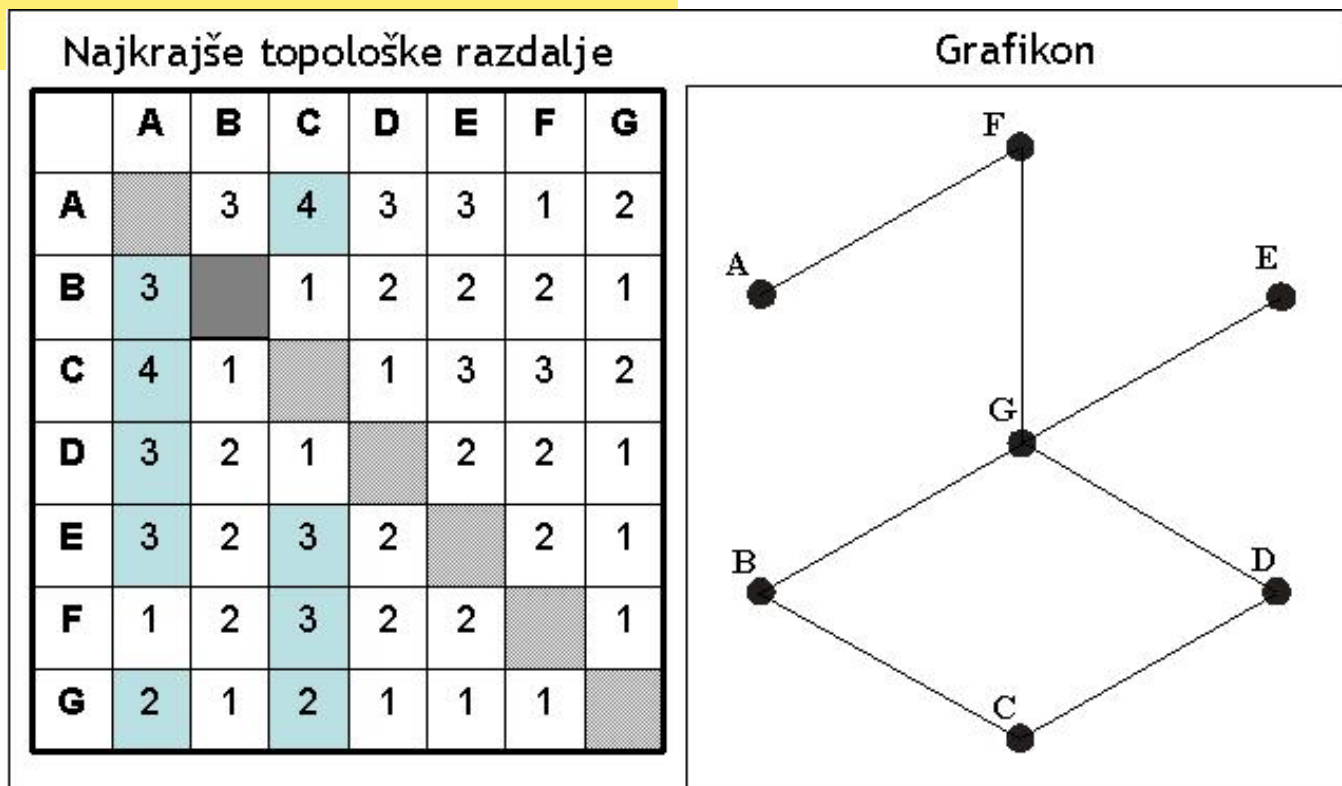 Najkrajše topološke razdalje
A B C D E F G
A 3 4 3 3 1 2
B 3 1 2 2 2 1
C 4 1 1 3 3 2
D 3 2 1 2 2 1
E 3 2 3 2 2 1
F 1 2 3 2 2 1
G 2 1 2 1 1 1
Grafikon
F
A
E
G
B
D
C